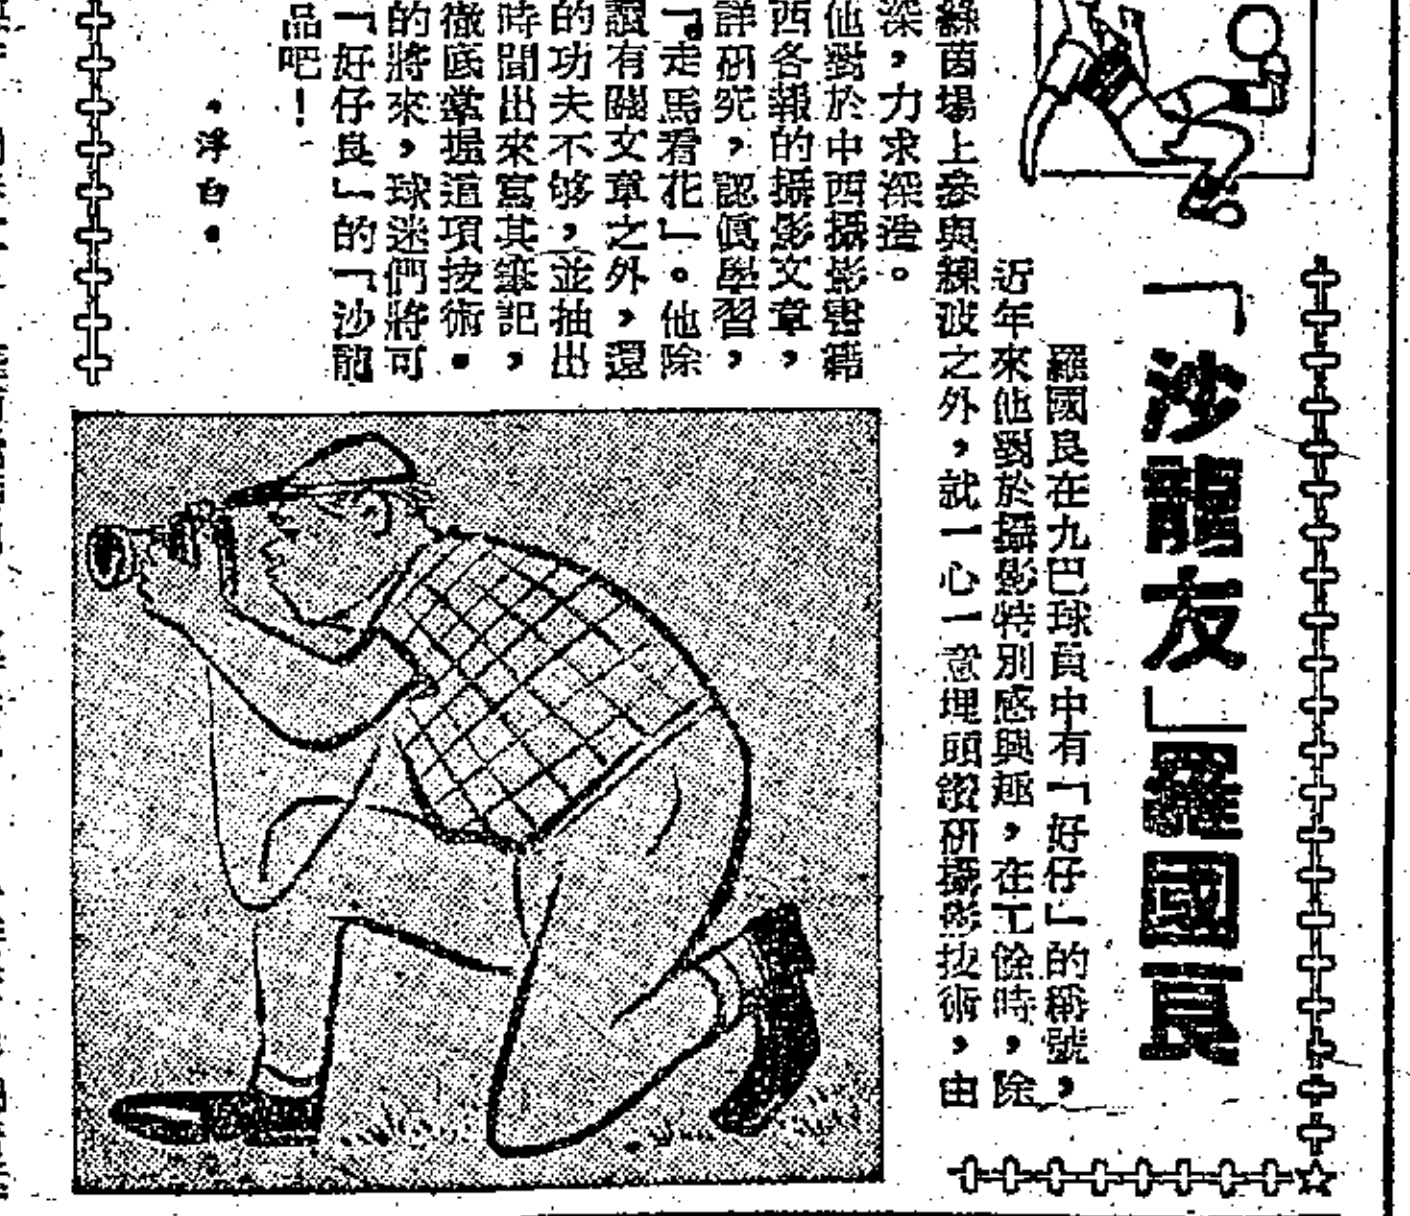 「沙龍友」羅國良
羅國良在九巴球員中有「好仔」的稱號，
近年來他對於攝影特別感興趣，在工餘時，除
綠茵場上參與練波之外，就一心一意埋頭鑽研攝影技術，由
深，力求深造。
他對於中西攝影書籍
西各報的攝影文章，
詳研究，認眞學習，
「走馬看花」。他除
讀有關文章之外，還
的功夫不够，並抽出
時間出來寫其筆記，
徹底掌握這項技術。
的將來，球迷們將可
「好仔良」的「沙龍
品吧！
•浮白•